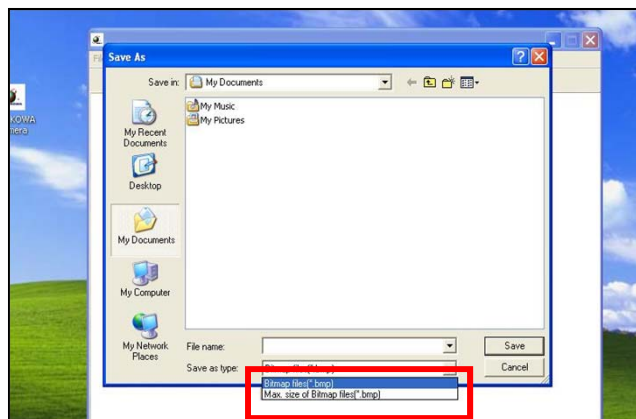 Save As
Save in:
My Documents
My Recent
Documents
Desktop
My Documents
My Computer
My Network
Places
My Music
My Pictures
File name:
Save
Save as type:
Cancel
Bitmap files(*.bmp)
Max. size of Bitmap files(*.bmp)